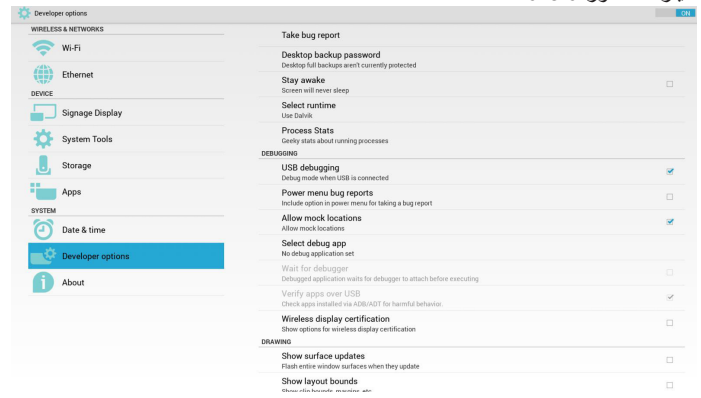 Developer options
ON
WIRELESS & NETWORKS
Wi-Fi
Ethernet
DEVICE
Signage Display
System Tools
Storage
Apps
SYSTEM
Date & time
Developer options
About
Take bug report
Desktop backup password
Desktop full backups aren't currently protected
Stay awake
Screen will never sleep
Select runtime
Use Dalvik
Process Stats
Geeky stats about running processes
DEBUGGING
USB debugging
Debug mode when USB is connected
Power menu bug reports
Include option in power menu for taking a bug report
Allow mock locations
Allow mock locations
Select debug app
No debug application set
Wait for debugger
Debugged application waits for debugger to attach before executing
Verify apps over USB
Check apps installed via ADB/ADT for harmful behavior.
Wireless display certification
Show options for wireless display certification
DRAWING
Show surface updates
Flash entire window surfaces when they update
Show layout bounds
Show clip bounds, margins, etc.